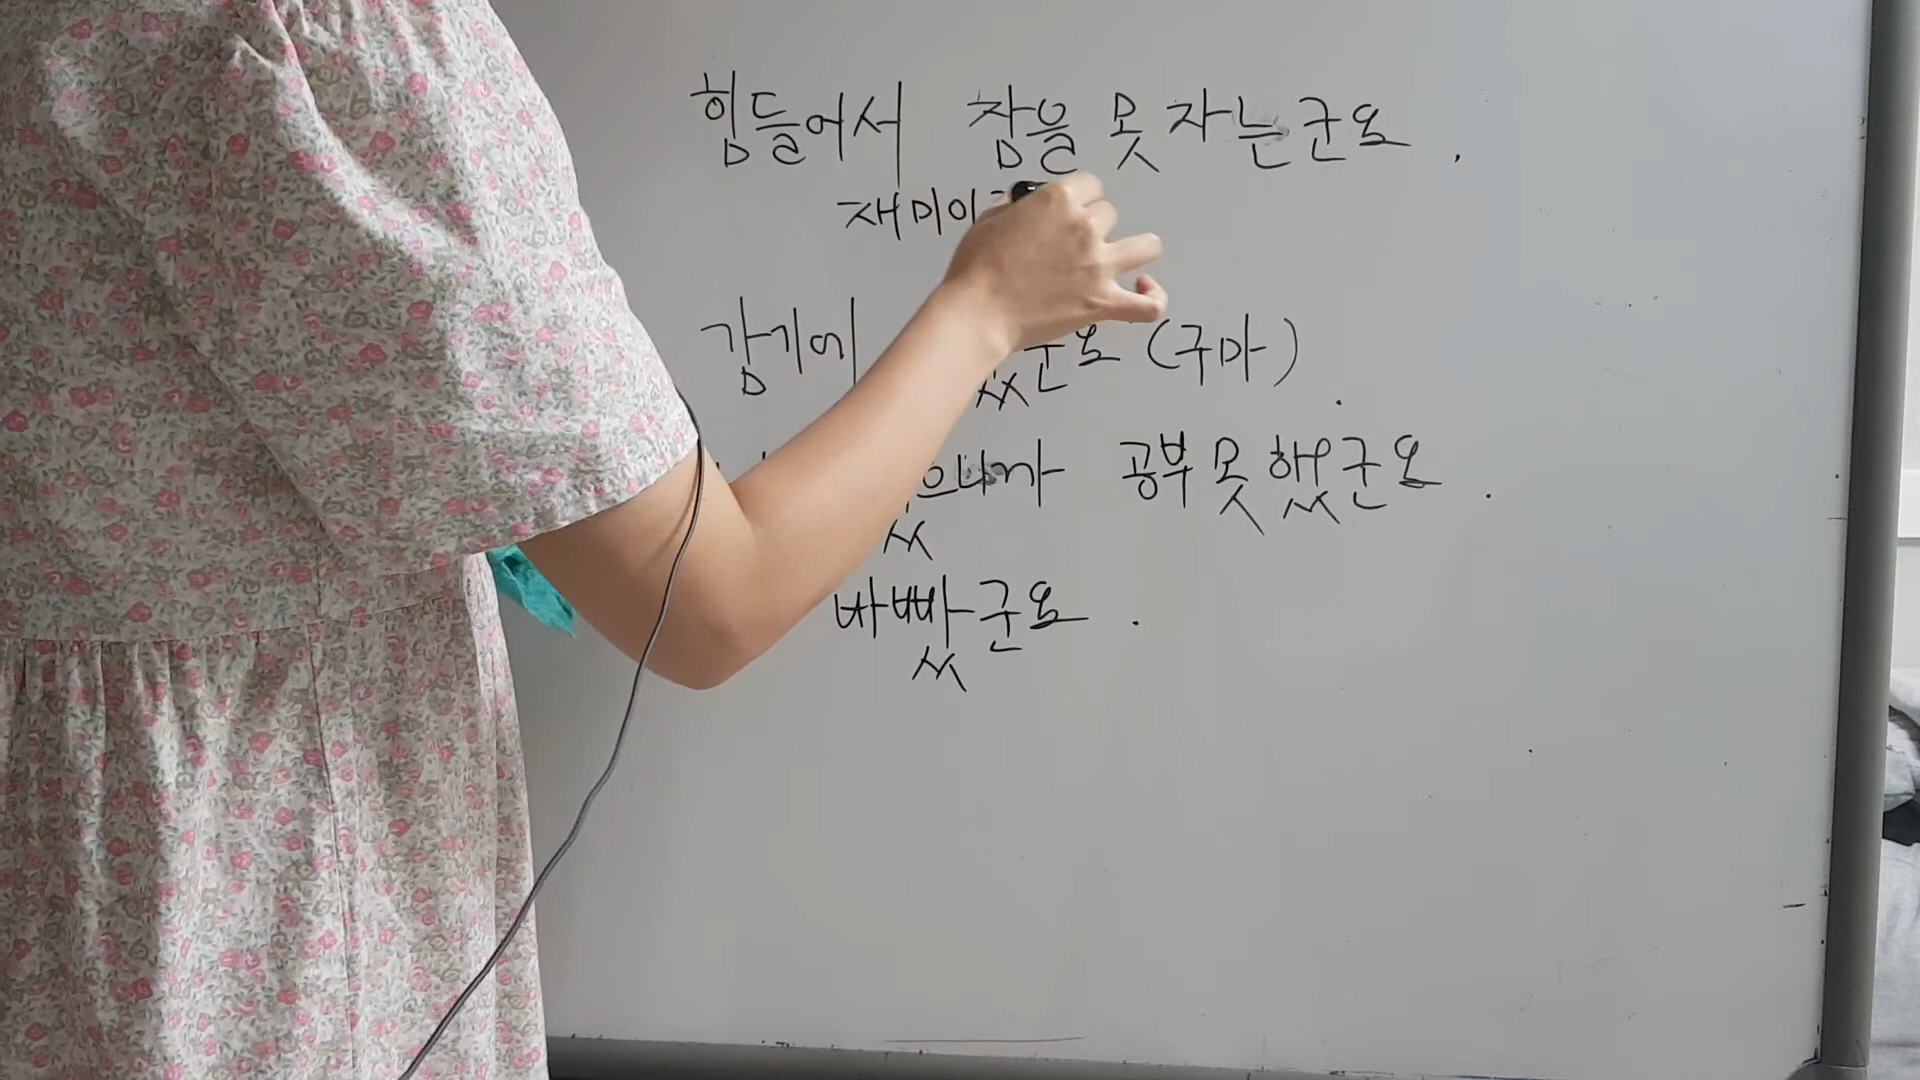 힘들어서 잠을 못 자는군요.
재미이
감기에 군요 (구마).
으니까 공부 못 했군요.
바빴군요.